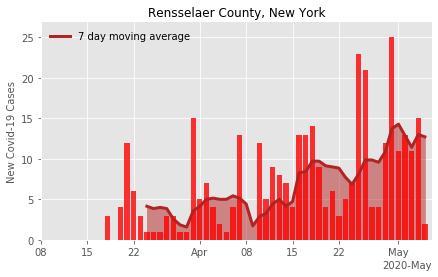 Rensselaer County, New York
7 day moving average
New Covid-19 Cases
25
20
15
10
5
0
08
15
22
Apr
08
15
22
May
2020-May